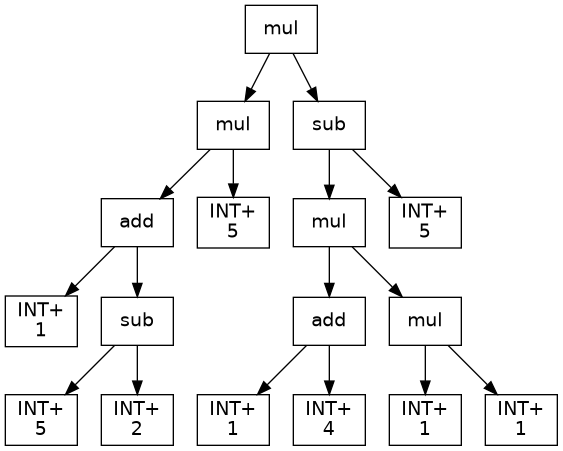 mul
mul
sub
add
INT+
5
mul
INT+
5
INT+
1
sub
add
mul
INT+
5
INT+
2
INT+
1
INT+
4
INT+
1
INT+
1